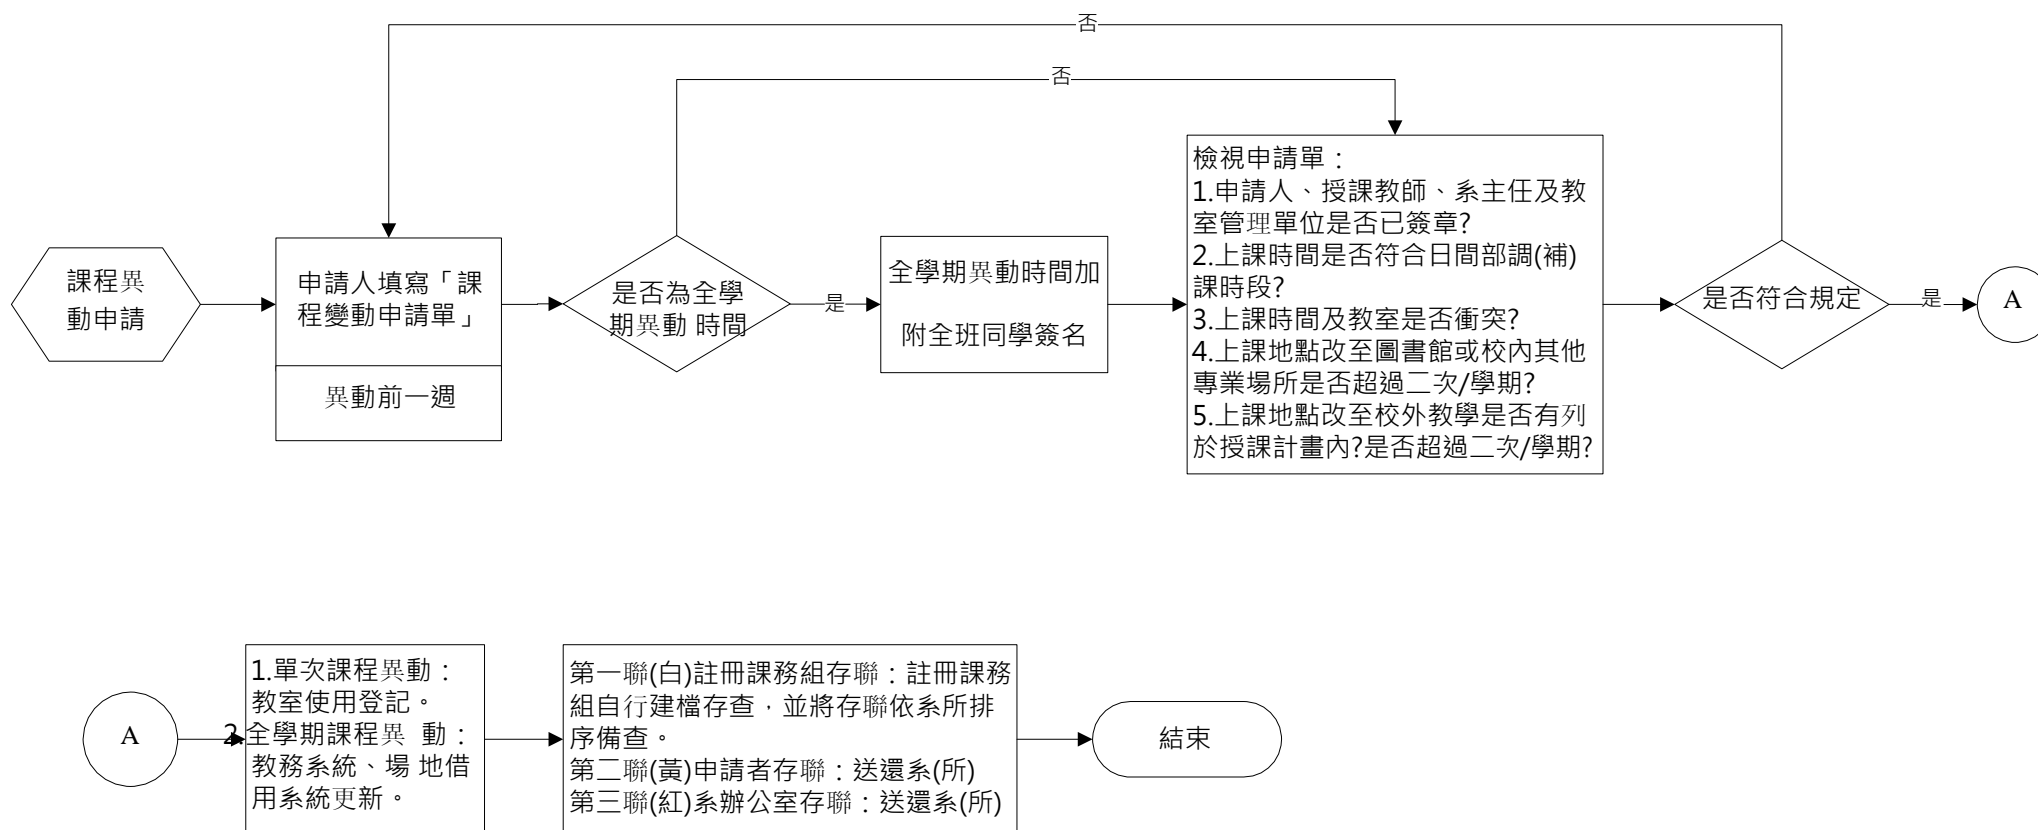 否
否
課程異
動申請
申請人填寫「課
程變動申請單」
異動前一週
是否為全學
期異動 時間
是
全學期異動時間加
附全班同學簽名
檢視申請單：
1.申請人、授課教師、系主任及教
室管理單位是否已簽章?
2.上課時間是否符合日間部調(補)
課時段?
3.上課時間及教室是否衝突?
4.上課地點改至圖書館或校內其他
專業場所是否超過二次/學期?
5.上課地點改至校外教學是否有列
於授課計畫內?是否超過二次/學期?
是否符合規定
是
A
A
1.單次課程異動：
教室使用登記。
2.全學期課程異 動：
教務系統、場 地借
用系統更新。
第一聯(白)註冊課務組存聯：註冊課務
組自行建檔存查，並將存聯依系所排
序備查。
第二聯(黃)申請者存聯：送還系(所)
第三聯(紅)系辦公室存聯：送還系(所)
結束